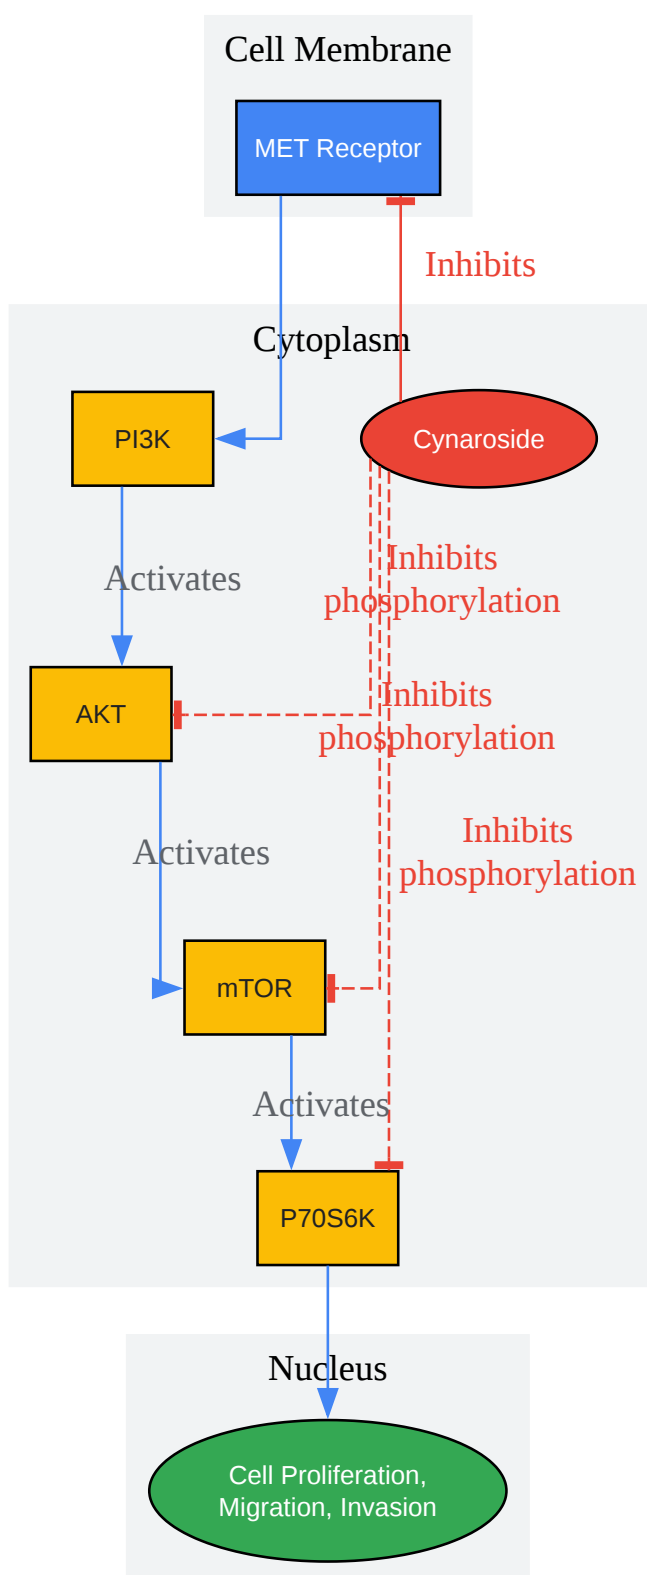 Cell Membrane
MET Receptor
Inhibits
Cytoplasm
PI3K
Cynaroside
Inhibits
phosphorylation
Activates
Inhibits
phosphorylation
AKT
Inhibits
phosphorylation
Activates
mTOR
Activates
P70S6K
Nucleus
Cell Proliferation,
Migration, Invasion